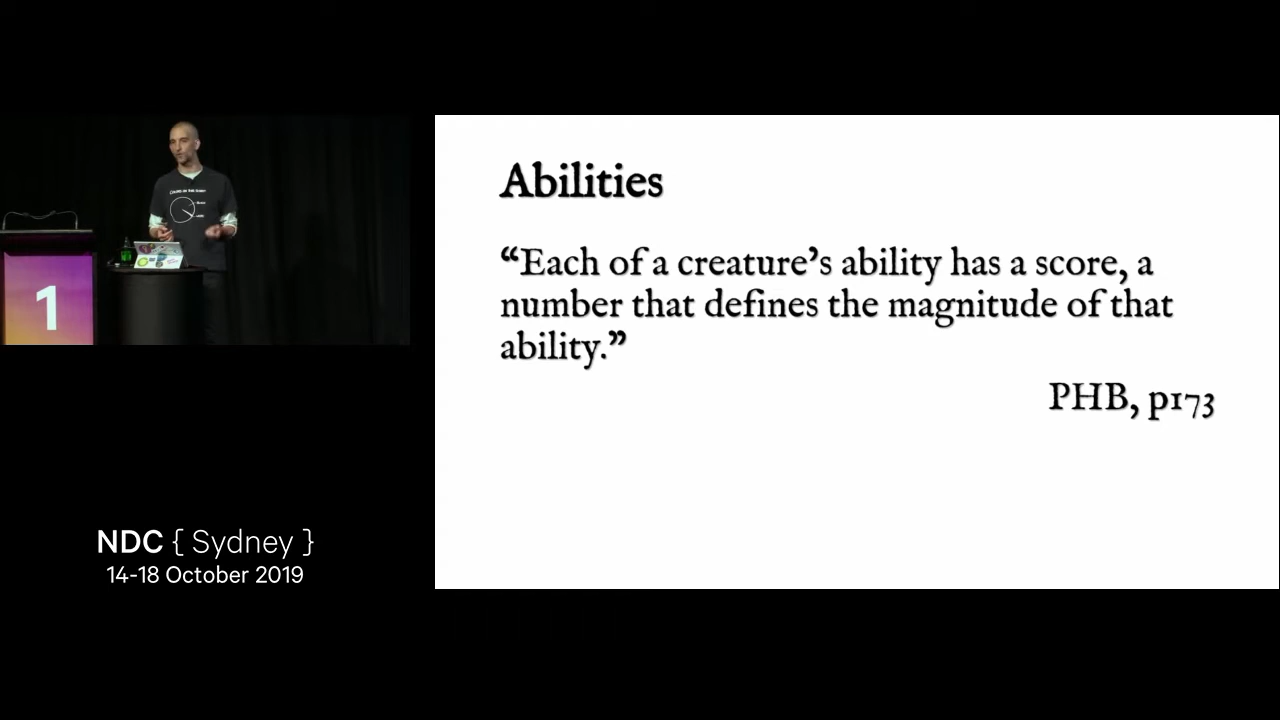 1
NDC { Sydney }
14-18 October 2019
Abilities
“Each of a creature’s ability has a score, a
number that defines the magnitude of that
ability.”
PHB, p173